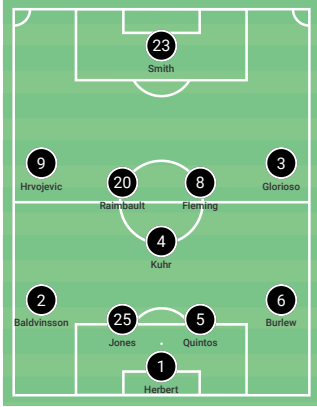 23
Smith
9
Hrvojevic
20
Raimbault
8
Fleming
3
Glorioso
4
Kuhr
2
Baldvinsson
25
Jones
5
Quintos
6
Burlew
1
Herbert